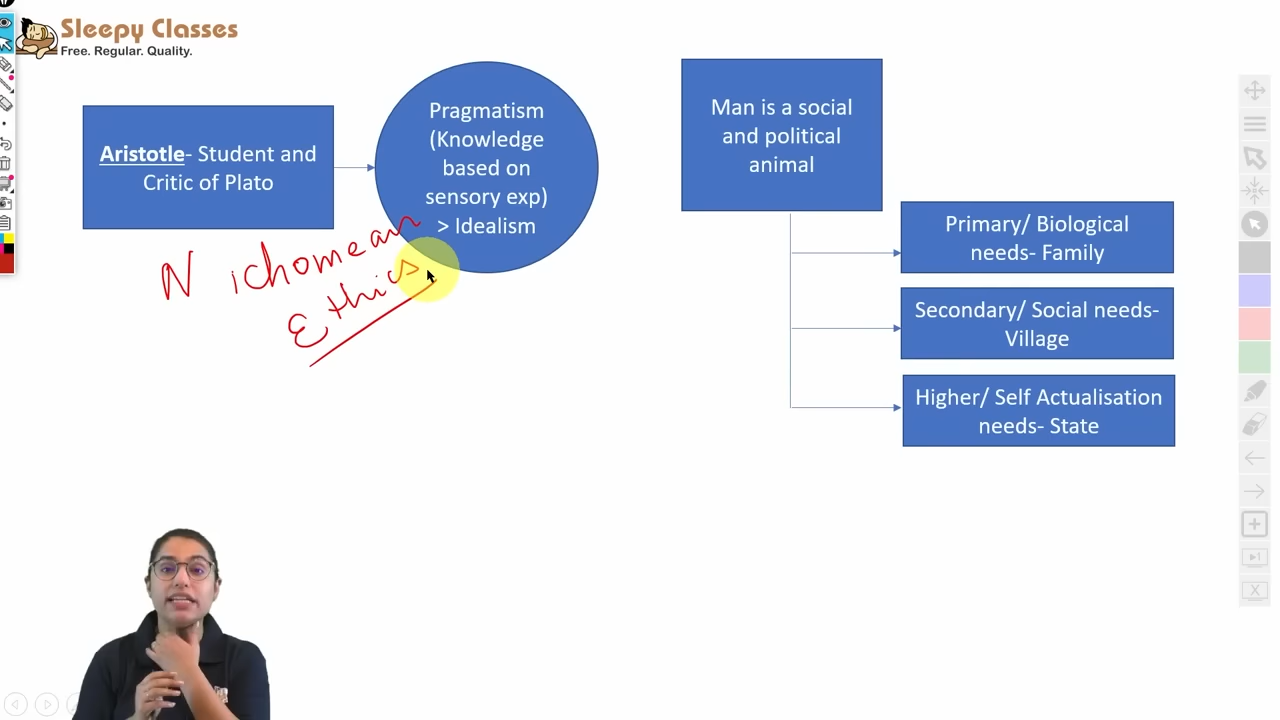 Sleepy Classes
Free. Regular. Quality.
Aristotle- Student and
Critic of Plato
Pragmatism
(Knowledge
based on
sensory exp)
> Idealism
Nichomean
Ethics
Man is a social
and political
animal
Primary/ Biological
needs- Family
Secondary/ Social needs-
Village
Higher/ Self Actualisation
needs- State